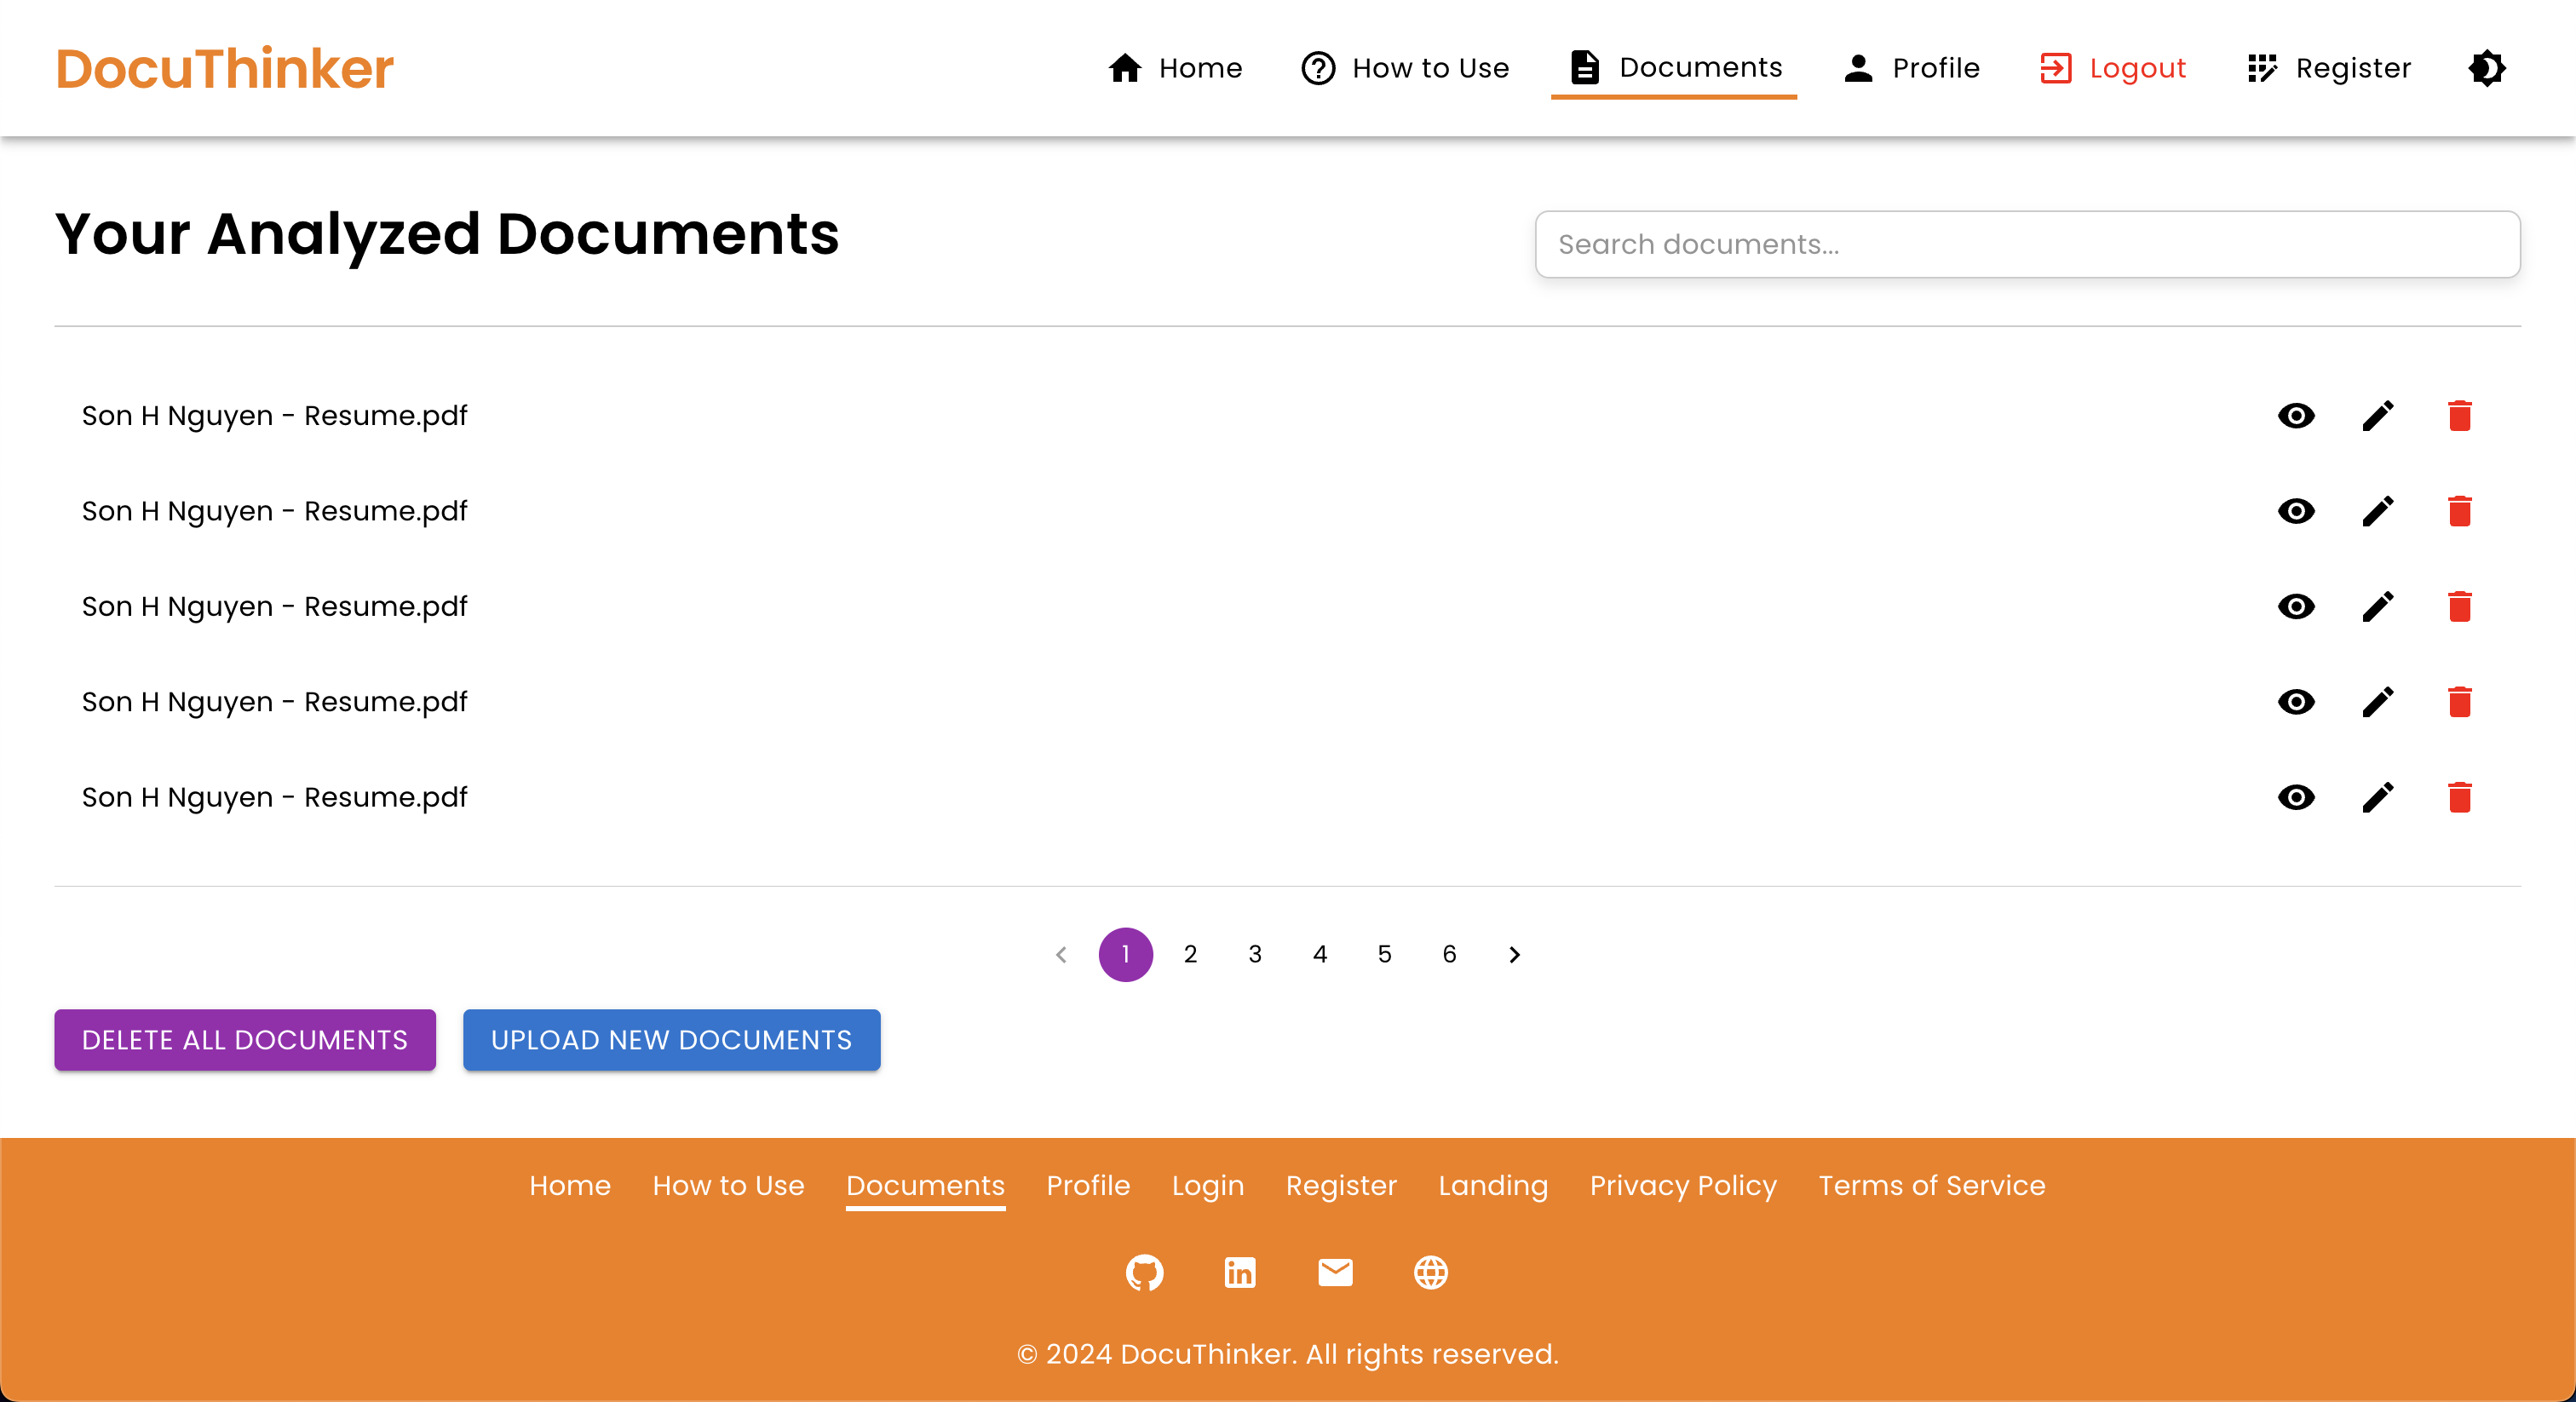 DocuThinker
Home How to Use Documents Profile Logout Register
Your Analyzed Documents
Search documents...
Son H Nguyen - Resume.pdf
Son H Nguyen - Resume.pdf
Son H Nguyen - Resume.pdf
Son H Nguyen - Resume.pdf
Son H Nguyen - Resume.pdf
1 2 3 4 5 6
DELETE ALL DOCUMENTS UPLOAD NEW DOCUMENTS
Home How to Use Documents Profile Login Register Landing Privacy Policy Terms of Service
© 2024 DocuThinker. All rights reserved.